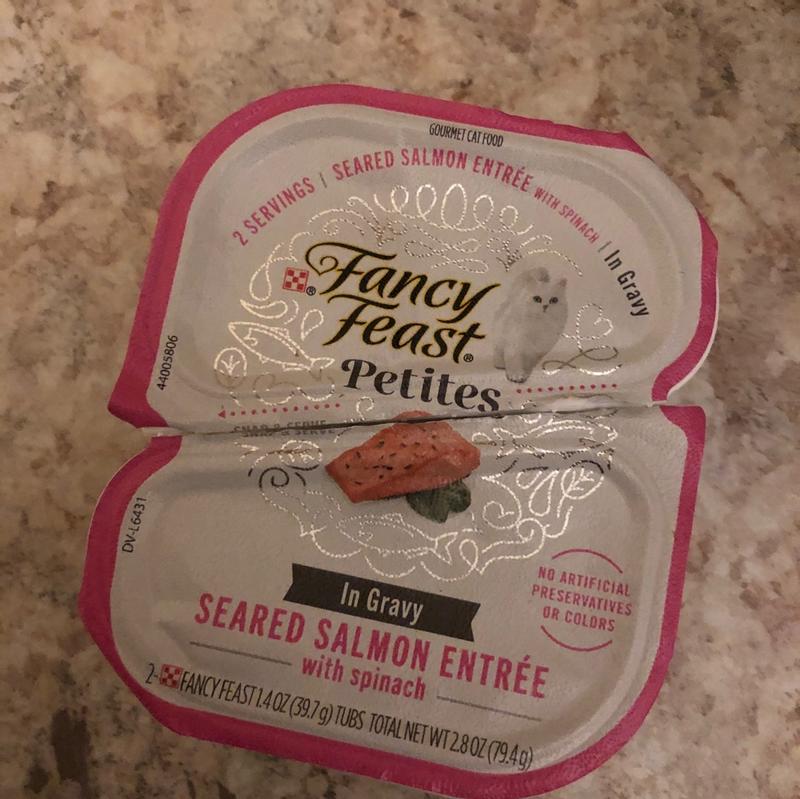 GOURMET CAT FOOD
2 SERVINGS | SEARED SALMON ENTRÉE WITH SPINACH | In Gravy
Fancy
Feast®
Petites
44005806
SNAP & SERVE
DV-L6431
In Gravy
SEARED SALMON ENTRÉE
with spinach
NO ARTIFICIAL
PRESERVATIVES
OR COLORS
2- FANCY FEAST 1.4 OZ (39.7 g) TUBS TOTAL NET WT 2.8 OZ (79.4 g)